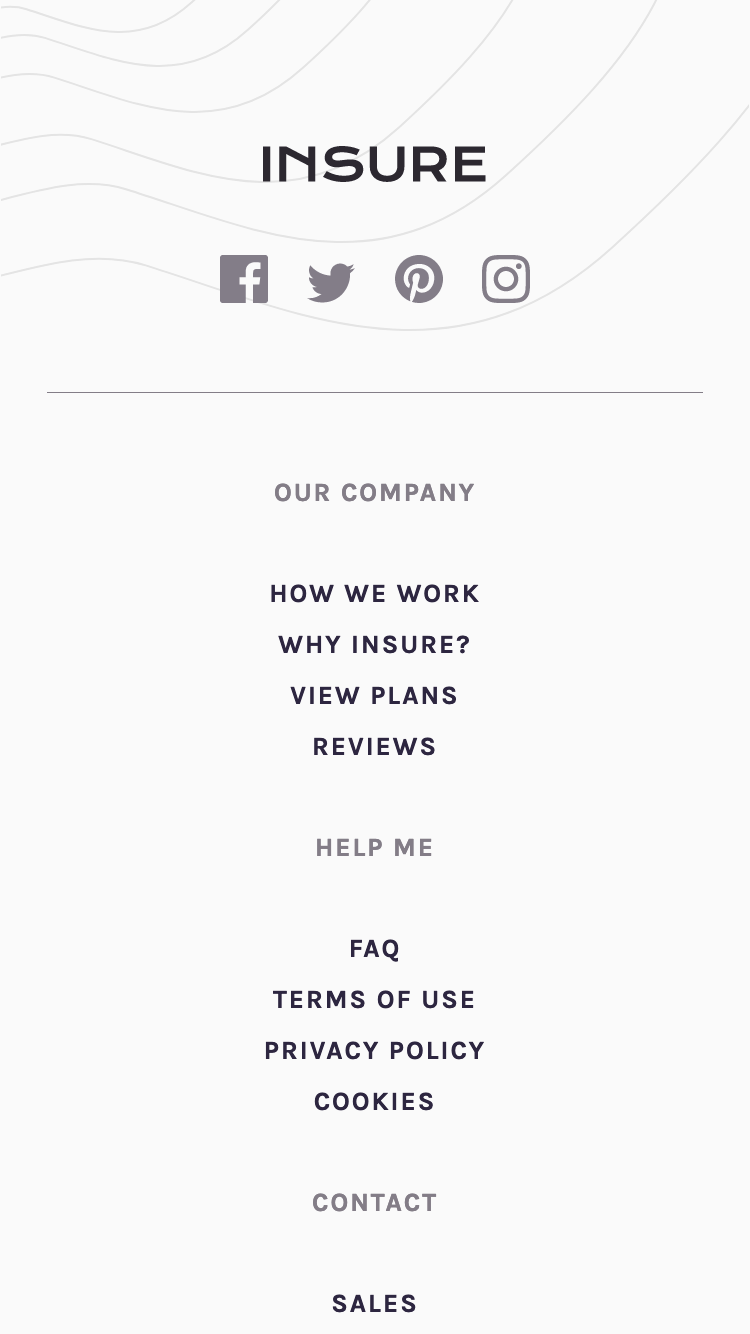 INSURE
OUR COMPANY
HOW WE WORK
WHY INSURE?
VIEW PLANS
REVIEWS
HELP ME
FAQ
TERMS OF USE
PRIVACY POLICY
COOKIES
CONTACT
SALES